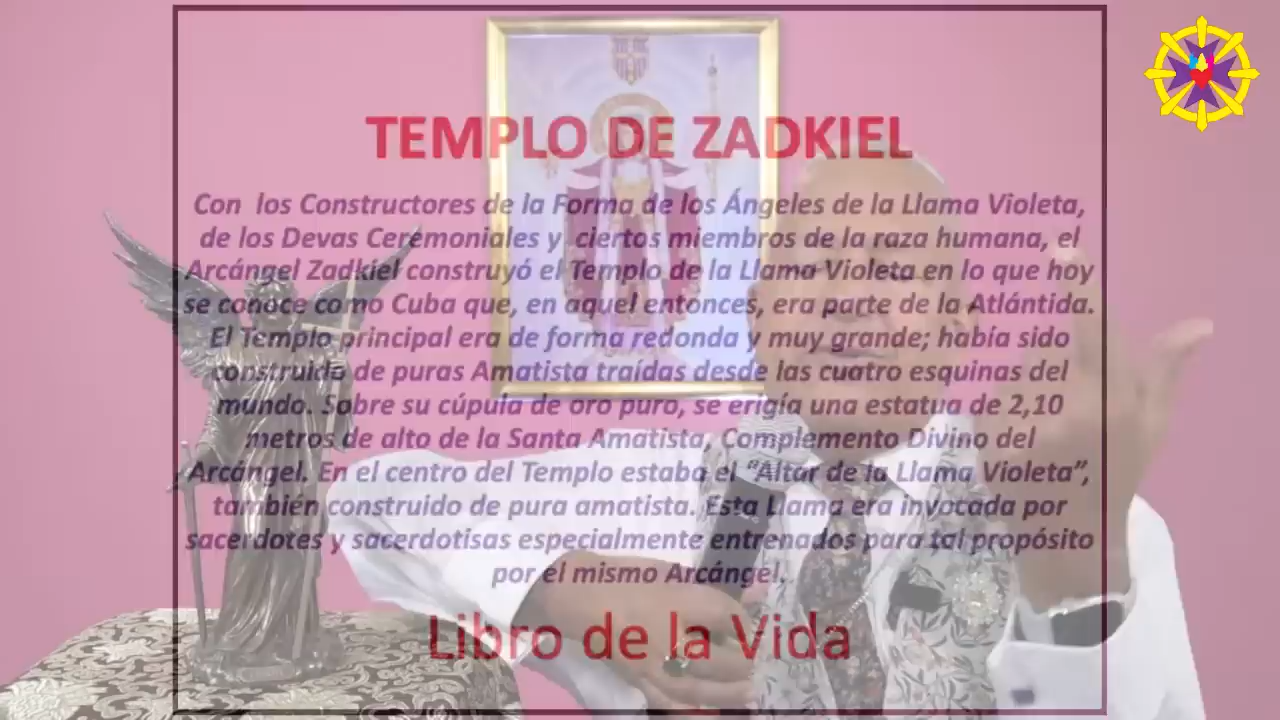 TEMPLO DE ZADKIEL
Con los Constructores de la Forma de los Ángeles de la Llama Violeta,
de los Devas Ceremoniales y ciertos miembros de la raza humana, el
Arcángel Zadkiel construyó el Templo de la Llama Violeta en lo que hoy
se conoce como Cuba que, en aquel entonces, era parte de la Atlántida.
El Templo principal era de forma redonda y muy grande; había sido
construido de puras Amatista traídas desde las cuatro esquinas del
mundo. Sobre su cúpula de oro puro, se erigía una estatua de 2,10
metros de alto de la Santa Amatista, Complemento Divino del
Arcángel. En el centro del Templo estaba el “Altar de la Llama Violeta”,
también construido de pura amatista. Esta Llama era invocada por
sacerdotes y sacerdotisas especialmente entrenados para tal propósito
por el mismo Arcángel.
Libro de la Vida